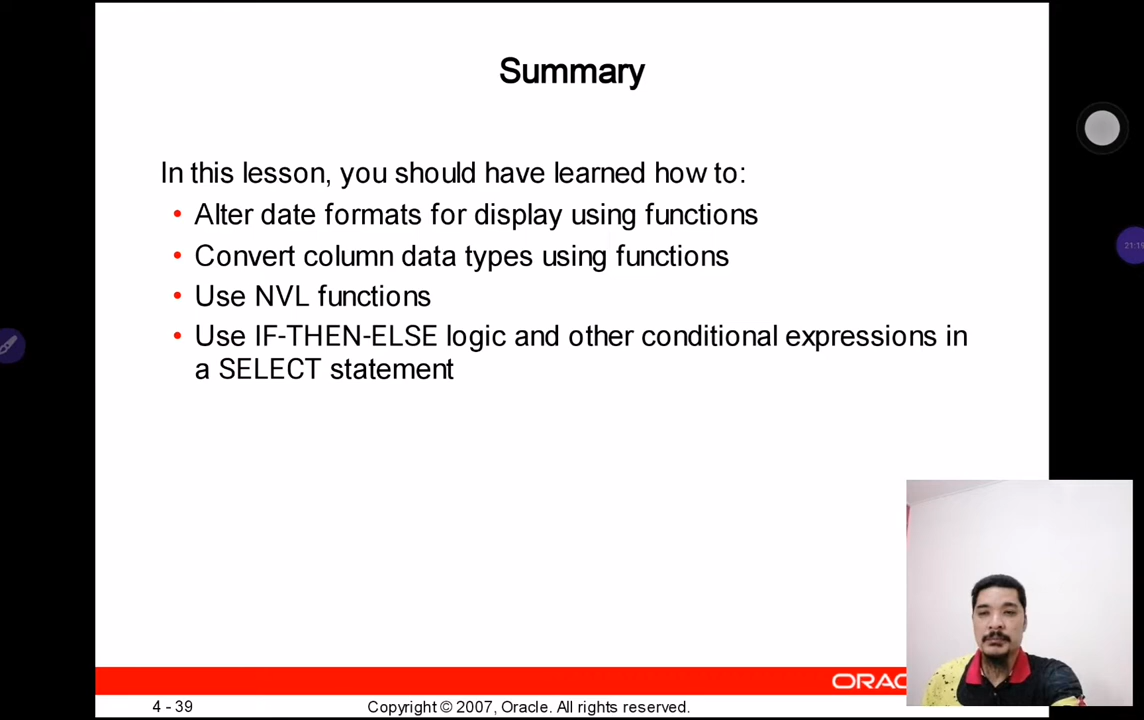 Summary
In this lesson, you should have learned how to:
• Alter date formats for display using functions
• Convert column data types using functions
• Use NVL functions
• Use IF-THEN-ELSE logic and other conditional expressions in
a SELECT statement
21:19
ORAC
4 - 39
Copyright © 2007, Oracle. All rights reserved.